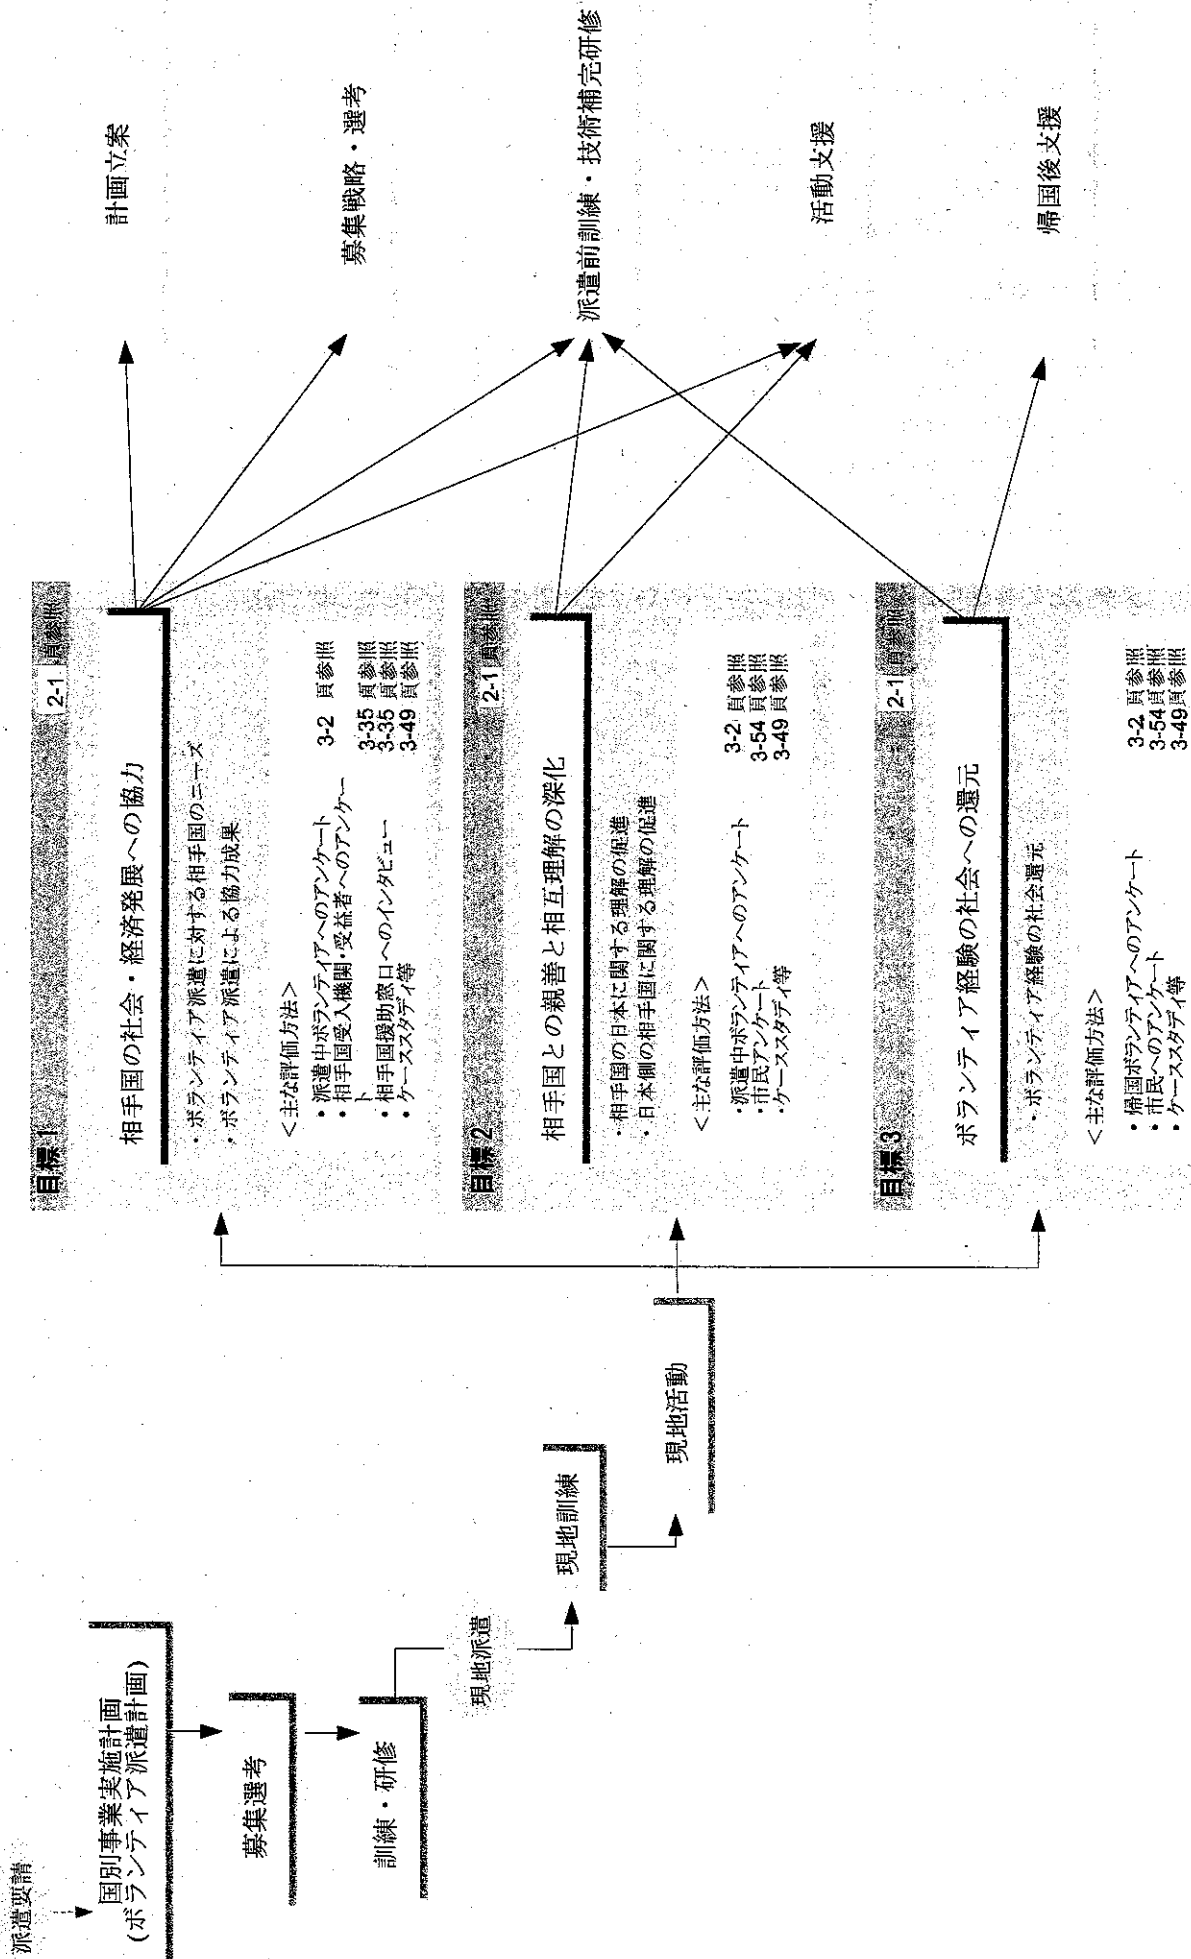 派遣要請
国別事業実施計画
(ボランティア派遣計画)
募集選考
訓練・研修
現地派遣
現地訓練
現地活動
目標1 2-1 頁参照
相手国の社会・経済発展への協力
・ボランティア派遣に対する相手国のニーズ
・ボランティア派遣による協力成果
<主な評価方法>
・派遣中ボランティアへのアンケート 3-2 頁参照
・相手国受入機関・受益者へのアンケー
ト 3-35 頁参照
・相手国援助窓口へのインタビュー 3-35 頁参照
・ケーススタディ等 3-49 頁参照
目標2 2-1 頁参照
相手国との親善と相互理解の深化
・相手国の日本に関する理解の促進
・日本側の相手国に関する理解の促進
<主な評価方法>
・派遣中ボランティアへのアンケート 3-2 頁参照
・市民アンケート 3-54 頁参照
・ケーススタディ等 3-49 頁参照
目標3 2-1 頁参照
ボランティア経験の社会への還元
・ボランティア経験の社会還元
<主な評価方法>
・帰国ボランティアへのアンケート 3-2 頁参照
・市民へのアンケート 3-54 頁参照
・ケーススタディ等 3-49 頁参照
計画立案
募集戦略・選考
派遣前訓練・技術補完研修
活動支援
帰国後支援